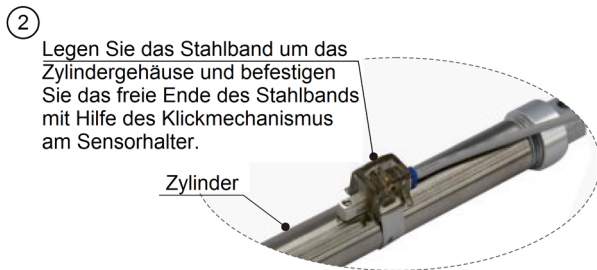 2
Legen Sie das Stahlband um das
Zylindergehäuse und befestigen
Sie das freie Ende des Stahlbands
mit Hilfe des Klickmechanismus
am Sensorhalter.
Zylinder